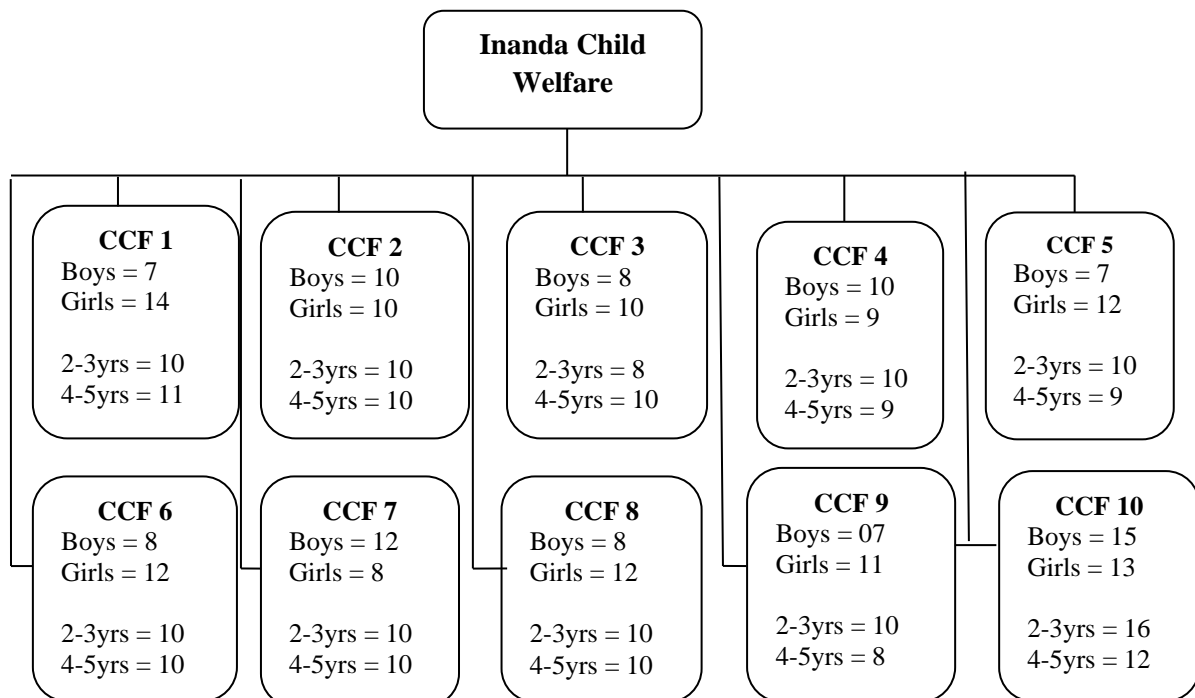 Inanda Child
Welfare
CCF 1
Boys = 7
Girls = 14
2-3yrs = 10
4-5yrs = 11
CCF 2
Boys = 10
Girls = 10
2-3yrs = 10
4-5yrs = 10
CCF 3
Boys = 8
Girls = 10
2-3yrs = 8
4-5yrs = 10
CCF 4
Boys = 10
Girls = 9
2-3yrs = 10
4-5yrs = 9
CCF 5
Boys = 7
Girls = 12
2-3yrs = 10
4-5yrs = 9
CCF 6
Boys = 8
Girls = 12
2-3yrs = 10
4-5yrs = 10
CCF 7
Boys = 12
Girls = 8
2-3yrs = 10
4-5yrs = 10
CCF 8
Boys = 8
Girls = 12
2-3yrs = 10
4-5yrs = 10
CCF 9
Boys = 07
Girls = 11
2-3yrs = 10
4-5yrs = 8
CCF 10
Boys = 15
Girls = 13
2-3yrs = 16
4-5yrs = 12